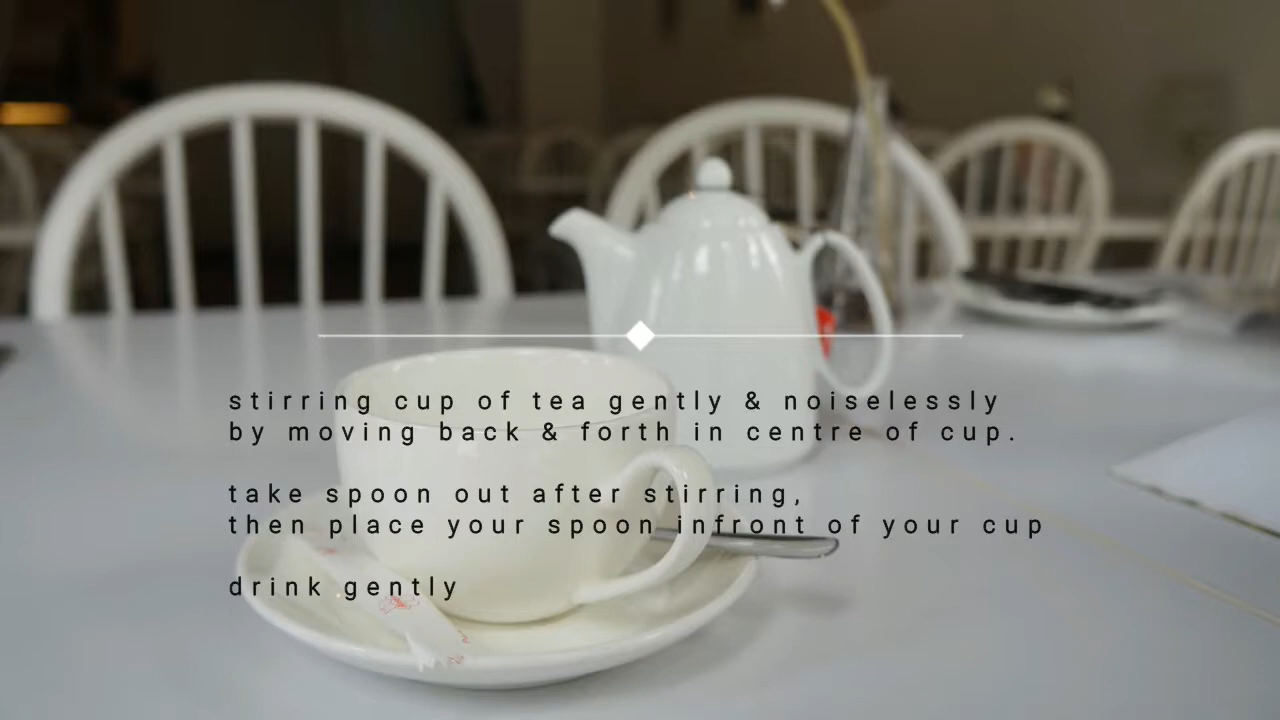 stirring cup of tea gently & noiselessly
by moving back & forth in centre of cup.
take spoon out after stirring,
then place your spoon infront of your cup
drink gently